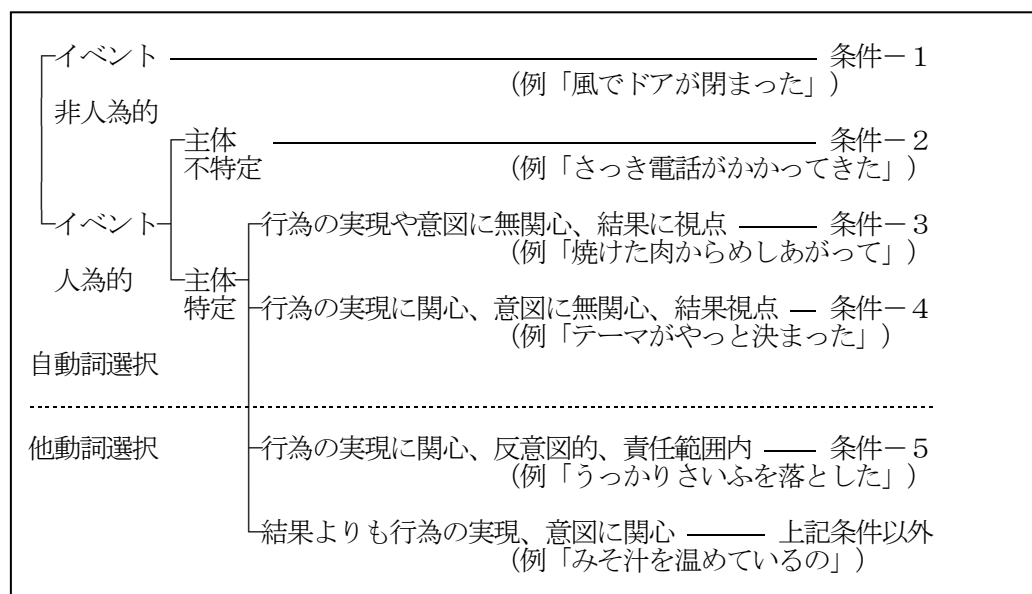 イベント 条件－１
（例「風でドアが閉まった」）
非人為的
主体 条件－２
不特定 （例「さっき電話がかかってきた」）
イベント 行為の実現や意図に無関心、結果に視点 条件－３
（例「焼けた肉からめしあがって」）
人為的 主体
特定 行為の実現に関心、意図に無関心、結果視点 条件－４
（例「テーマがやっと決まった」）
自動詞選択
他動詞選択 行為の実現に関心、反意図的、責任範囲内 条件－５
（例「うっかりさいふを落とした」）
結果よりも行為の実現、意図に関心 上記条件以外
（例「みそ汁を温めているの」）